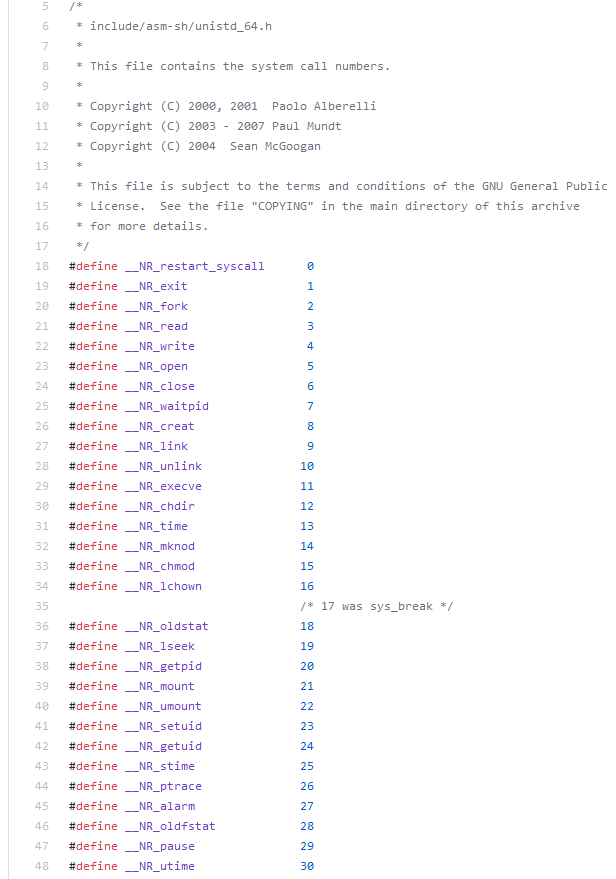 5 /*
6  * include/asm-sh/unistd_64.h
7  *
8  * This file contains the system call numbers.
9  *
10  * Copyright (C) 2000, 2001  Paolo Alberelli
11  * Copyright (C) 2003 - 2007 Paul Mundt
12  * Copyright (C) 2004  Sean McGoogan
13  *
14  * This file is subject to the terms and conditions of the GNU General Public
15  * License.  See the file "COPYING" in the main directory of this archive
16  * for more details.
17  */
18 #define __NR_restart_syscall      0
19 #define __NR_exit                 1
20 #define __NR_fork                 2
21 #define __NR_read                 3
22 #define __NR_write                4
23 #define __NR_open                 5
24 #define __NR_close                6
25 #define __NR_waitpid              7
26 #define __NR_creat                8
27 #define __NR_link                 9
28 #define __NR_unlink              10
29 #define __NR_execve              11
30 #define __NR_chdir               12
31 #define __NR_time                13
32 #define __NR_mknod               14
33 #define __NR_chmod               15
34 #define __NR_lchown              16
35                                  /* 17 was sys_break */
36 #define __NR_oldstat             18
37 #define __NR_lseek               19
38 #define __NR_getpid              20
39 #define __NR_mount               21
40 #define __NR_umount              22
41 #define __NR_setuid              23
42 #define __NR_getuid              24
43 #define __NR_stime               25
44 #define __NR_ptrace              26
45 #define __NR_alarm               27
46 #define __NR_oldfstat            28
47 #define __NR_pause               29
48 #define __NR_utime               30